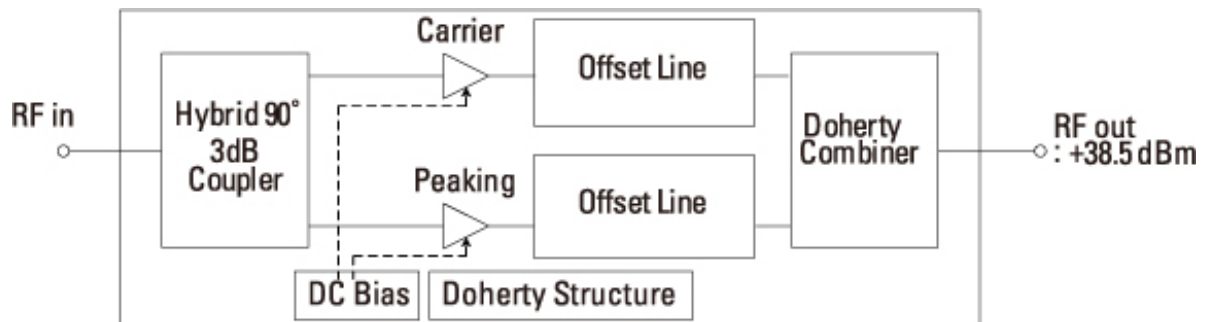 RF in
Hybrid 90°
3dB
Coupler
Carrier
Peaking
Offset Line
Offset Line
Doherty
Combiner
RF out
: +38.5 dBm
DC Bias
Doherty Structure